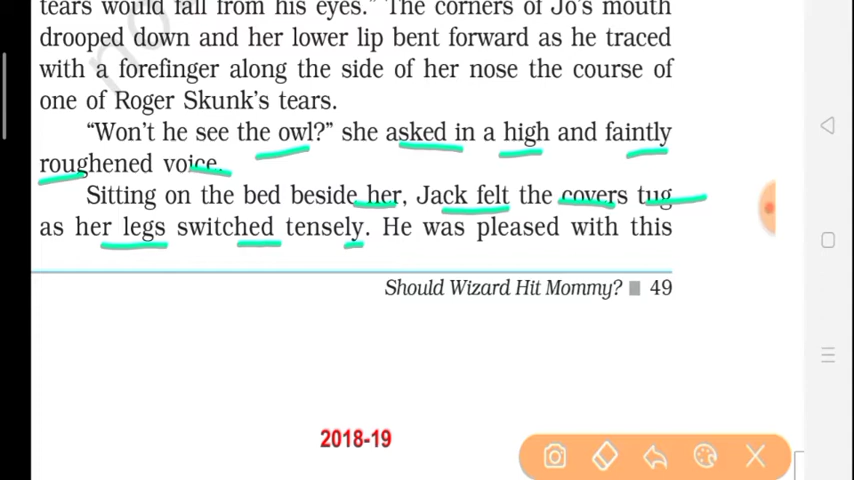 tears would fall from his eyes." The corners of Jo's mouth
drooped down and her lower lip bent forward as he traced
with a forefinger along the side of her nose the course of
one of Roger Skunk's tears.
"Won't he see the owl?" she asked in a high and faintly
roughened voice.
Sitting on the bed beside her, Jack felt the covers tug
as her legs switched tensely. He was pleased with this
Should Wizard Hit Mommy? ■ 49
2018-19